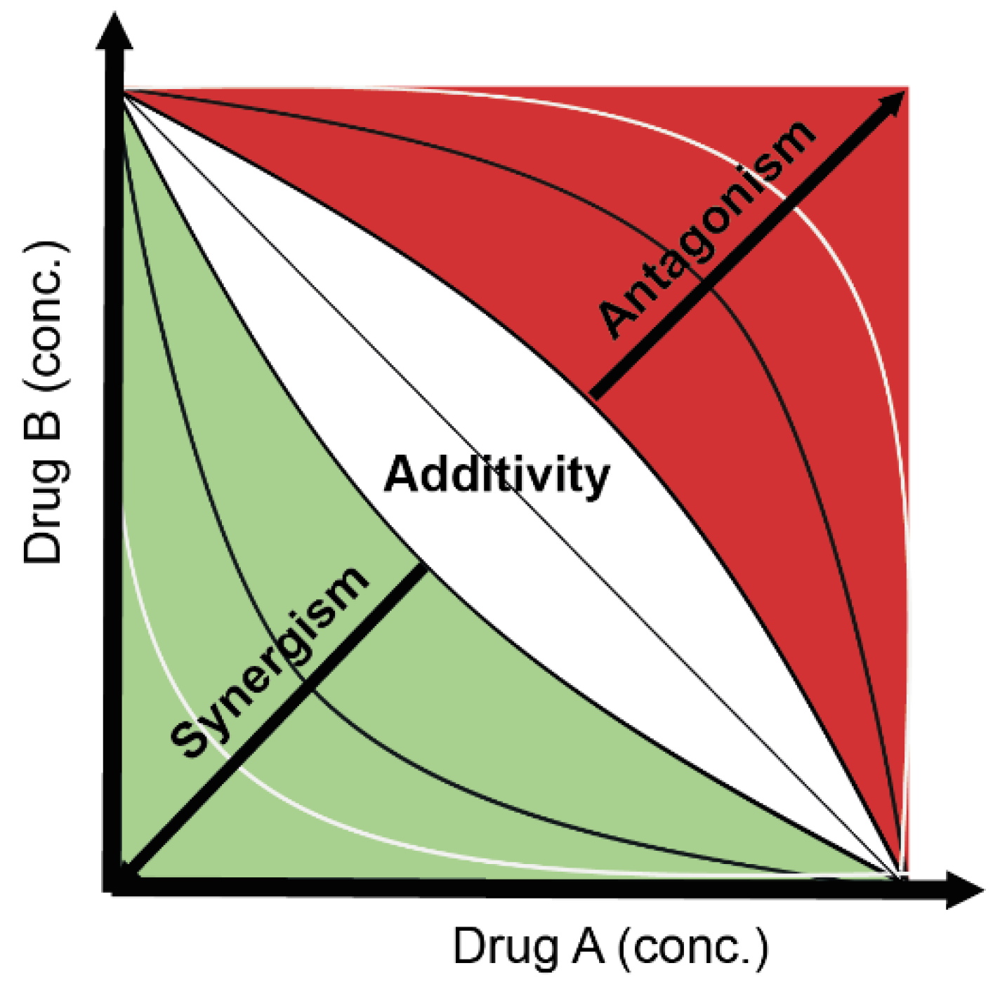 Antagonism
Drug B (conc.)
Additivity
Synergism
Drug A (conc.)